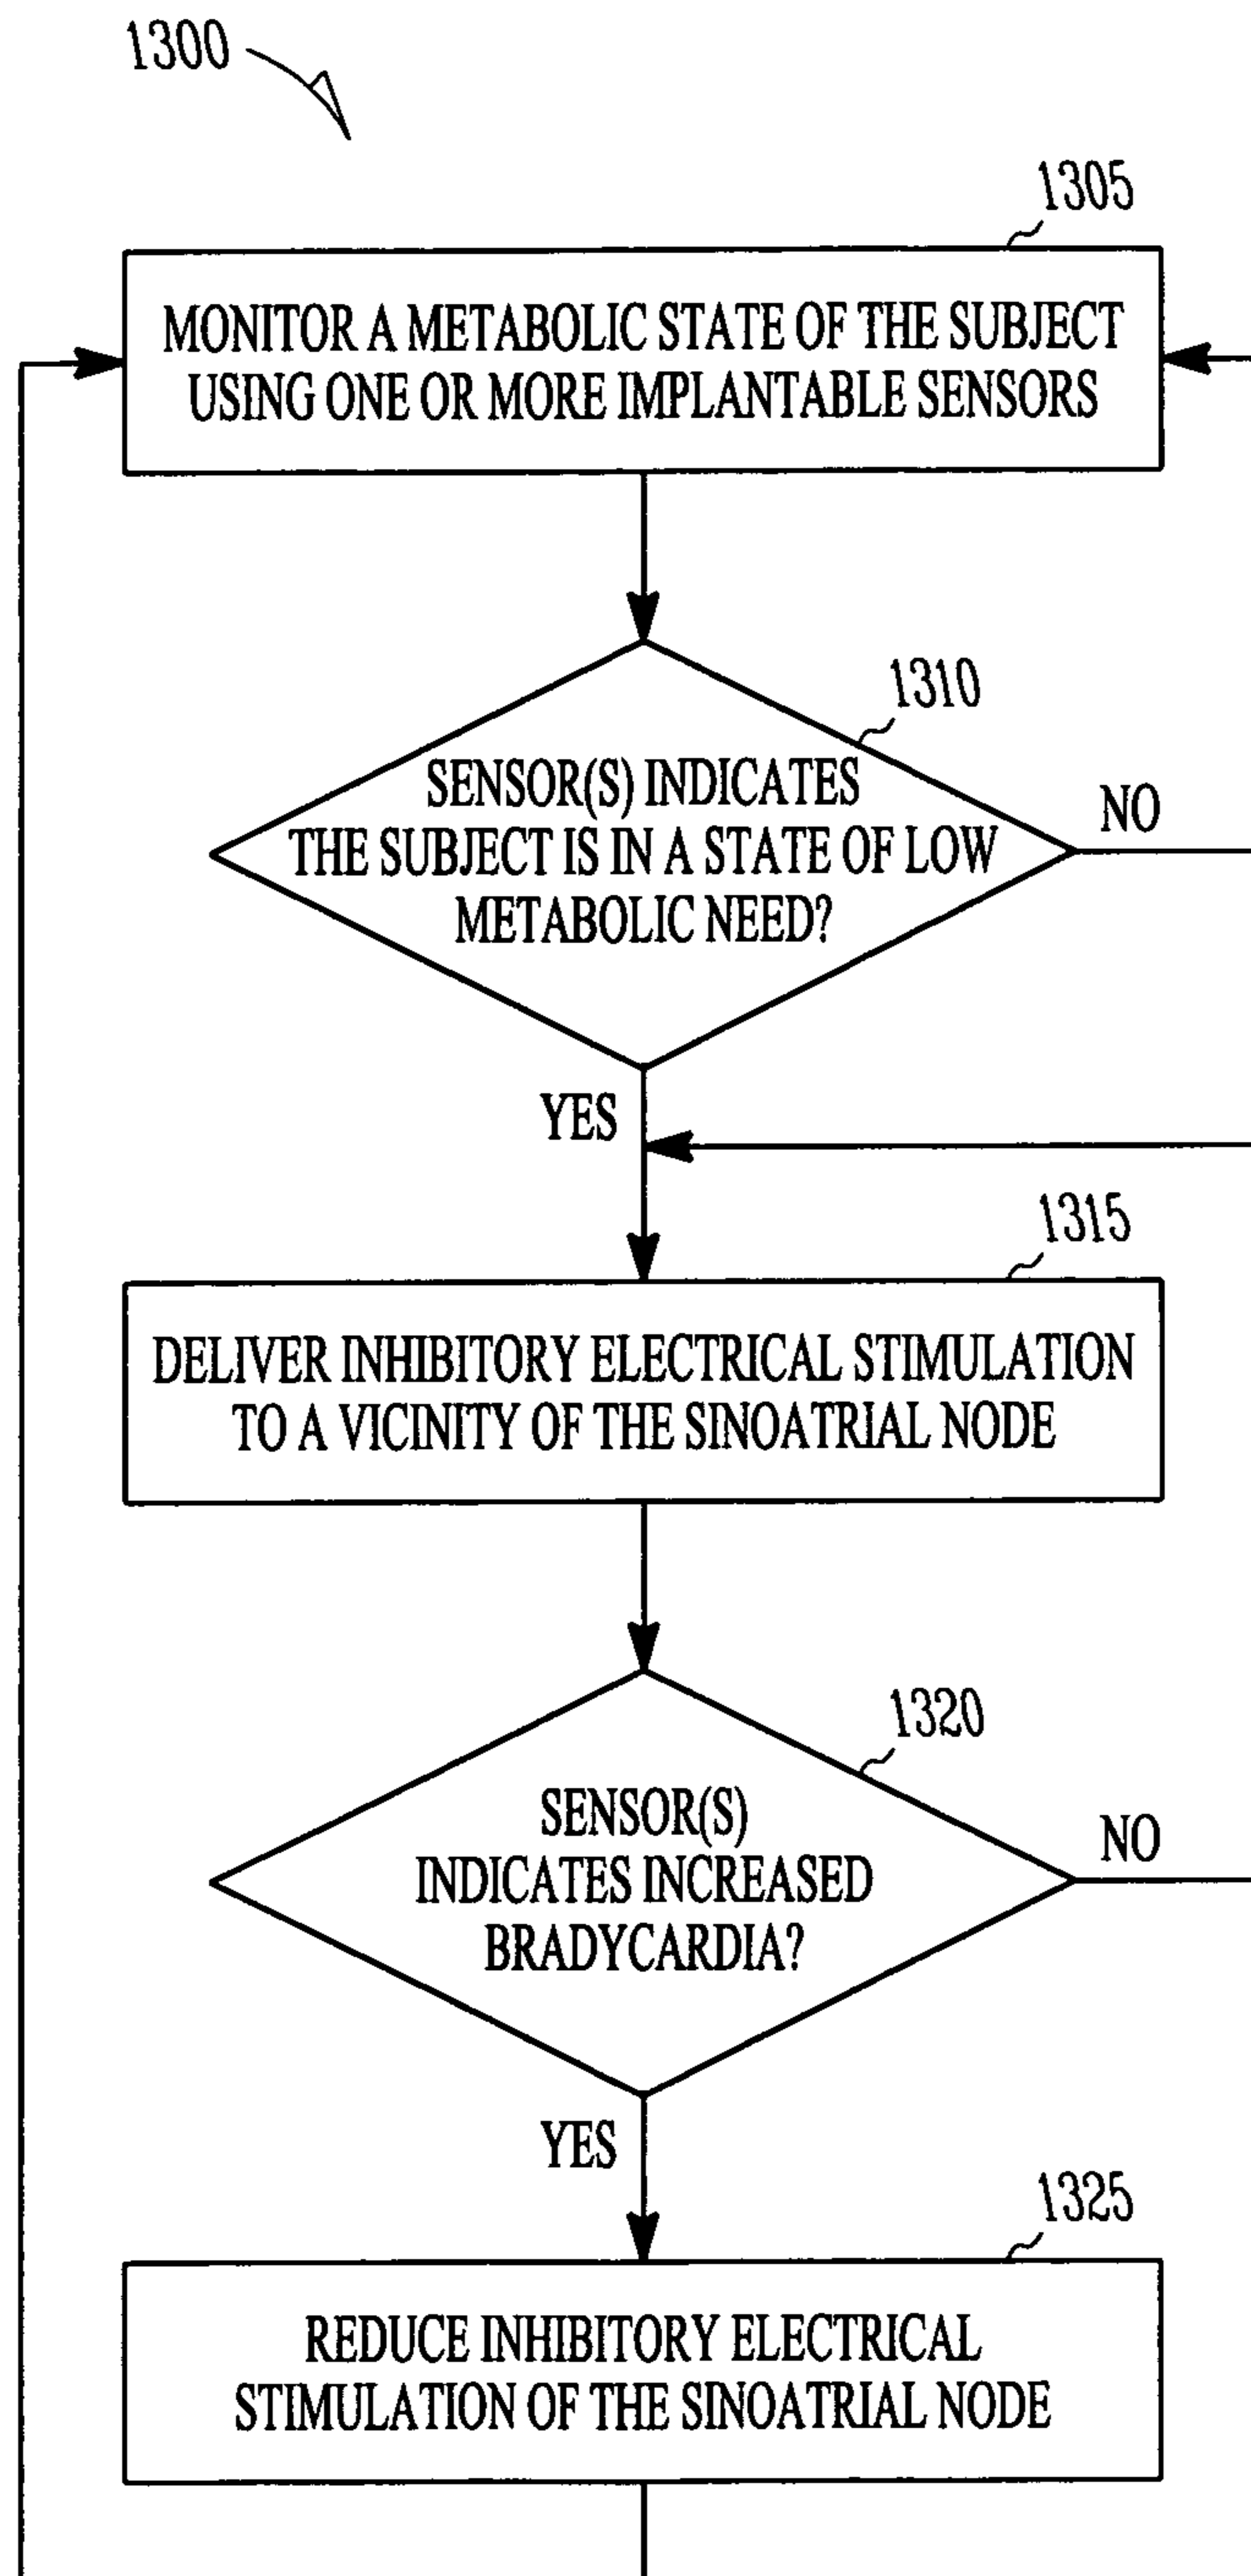 1300
1305
MONITOR A METABOLIC STATE OF THE SUBJECT
USING ONE OR MORE IMPLANTABLE SENSORS
1310
SENSOR(S) INDICATES
THE SUBJECT IS IN A STATE OF LOW
METABOLIC NEED?
NO
YES
1315
DELIVER INHIBITORY ELECTRICAL STIMULATION
TO A VICINITY OF THE SINOATRIAL NODE
1320
SENSOR(S)
INDICATES INCREASED
BRADYCARDIA?
NO
YES
1325
REDUCE INHIBITORY ELECTRICAL
STIMULATION OF THE SINOATRIAL NODE